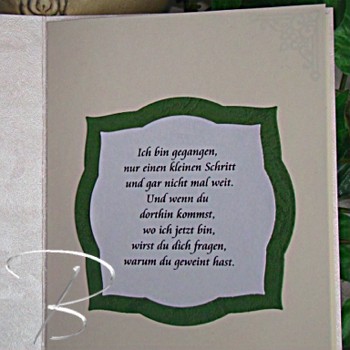 Ich bin gegangen,
nur einen kleinen Schritt
und gar nicht mal weit.
Und wenn du
dorthin kommst,
wo ich jetzt bin,
wirst du dich fragen,
warum du geweint hast.
B